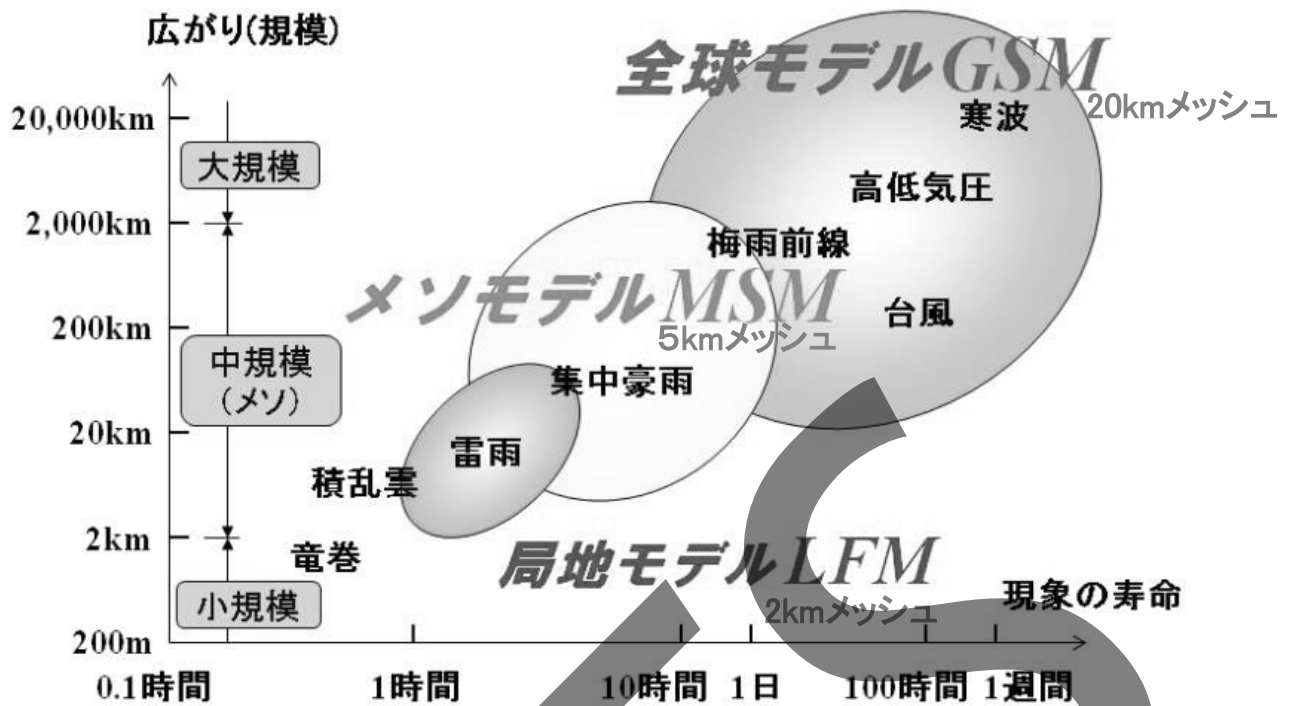 広がり(規模)
全球モデルGSM
20kmメッシュ
20,000km
寒波
大規模
高低気圧
2,000km
梅雨前線
メソモデルMSM
5kmメッシュ
200km
台風
中規模
(メソ)
集中豪雨
20km
雷雨
積乱雲
2km
竜巻
局地モデルLFM
2kmメッシュ
小規模
現象の寿命
200m
0.1時間
1時間
10時間
1日
100時間
1週間